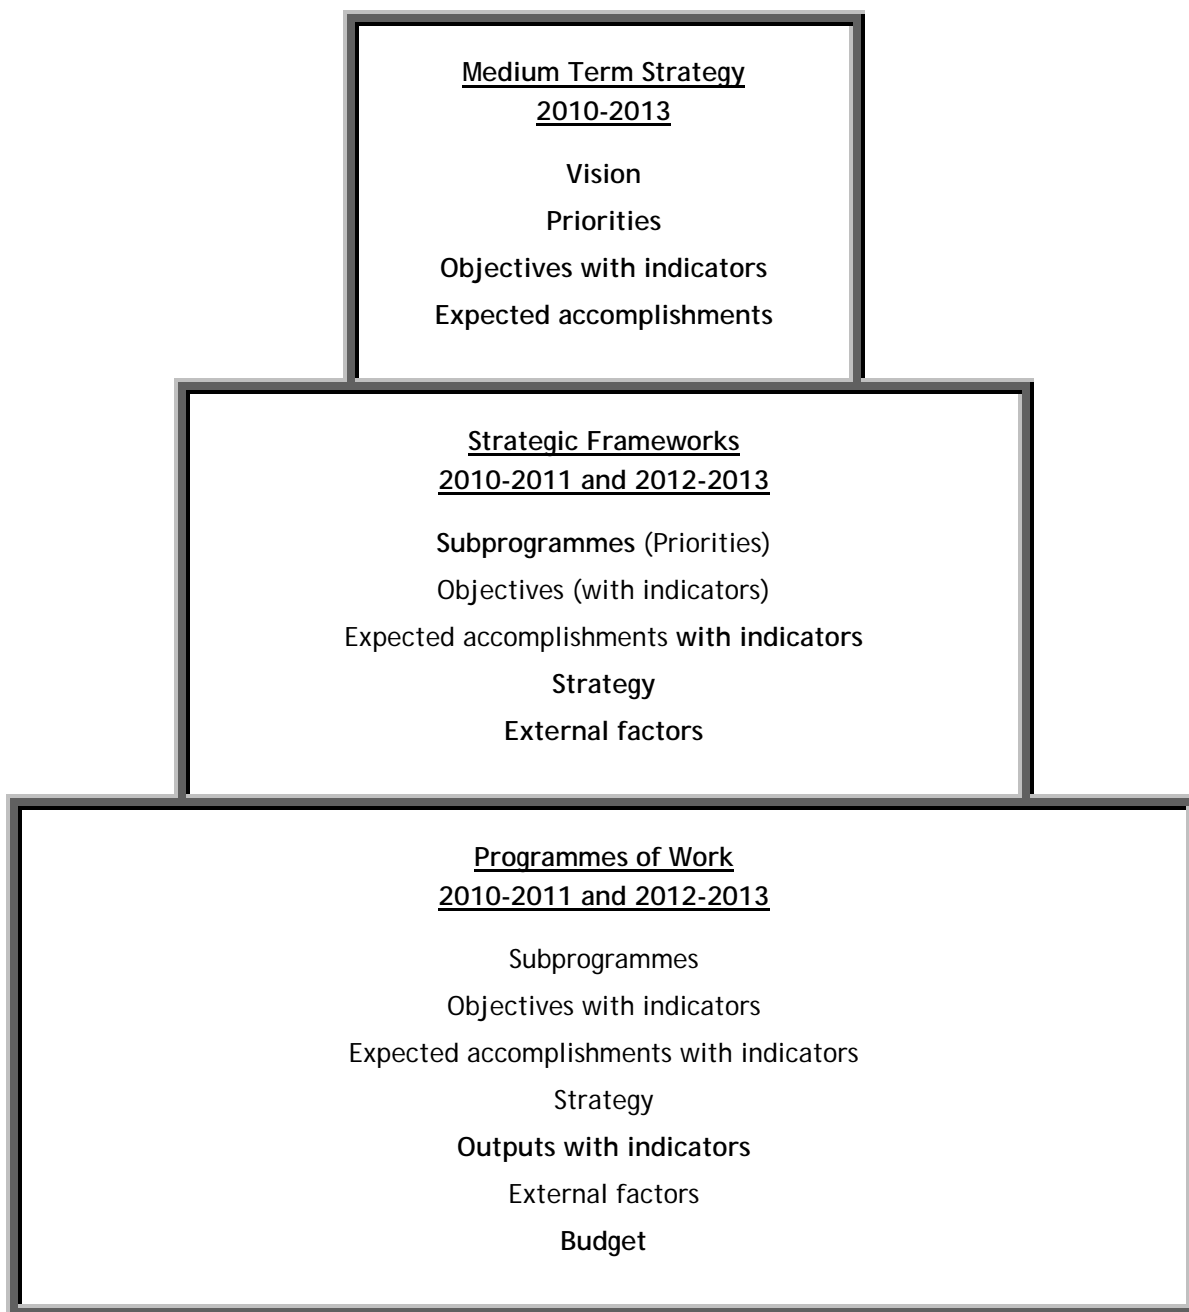 Medium Term Strategy
2010-2013
Vision
Priorities
Objectives with indicators
Expected accomplishments
Strategic Frameworks
2010-2011 and 2012-2013
Subprogrammes (Priorities)
Objectives (with indicators)
Expected accomplishments with indicators
Strategy
External factors
Programmes of Work
2010-2011 and 2012-2013
Subprogrammes
Objectives with indicators
Expected accomplishments with indicators
Strategy
Outputs with indicators
External factors
Budget